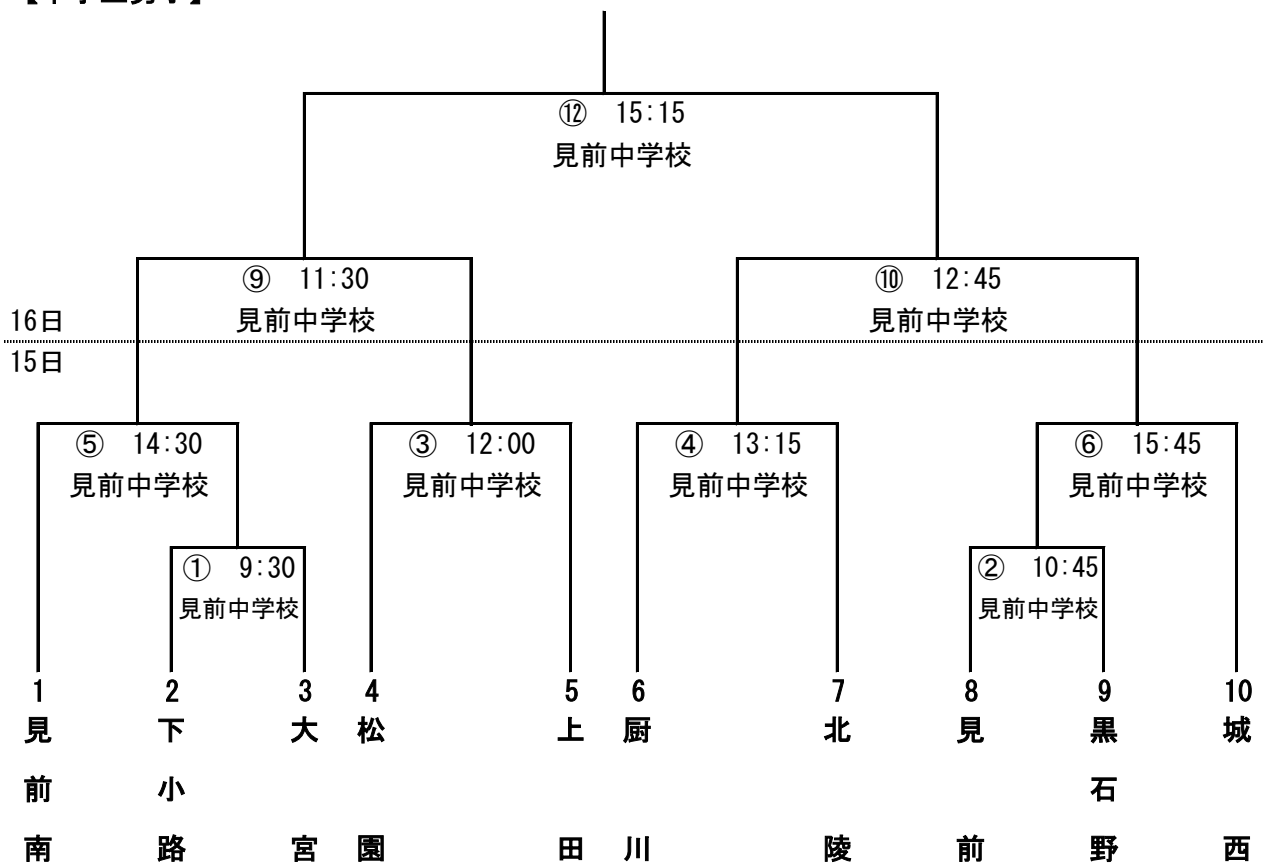 ⑫ 15:15
見前中学校
⑨ 11:30
見前中学校
⑩ 12:45
見前中学校
16日
15日
⑤ 14:30
見前中学校
③ 12:00
見前中学校
④ 13:15
見前中学校
⑥ 15:45
見前中学校
① 9:30
見前中学校
② 10:45
見前中学校
1 見前南
2 下小路
3 大宮
4 松園
5 上田
6 厨川
7 北陵
8 見前
9 黒石野
10 城西